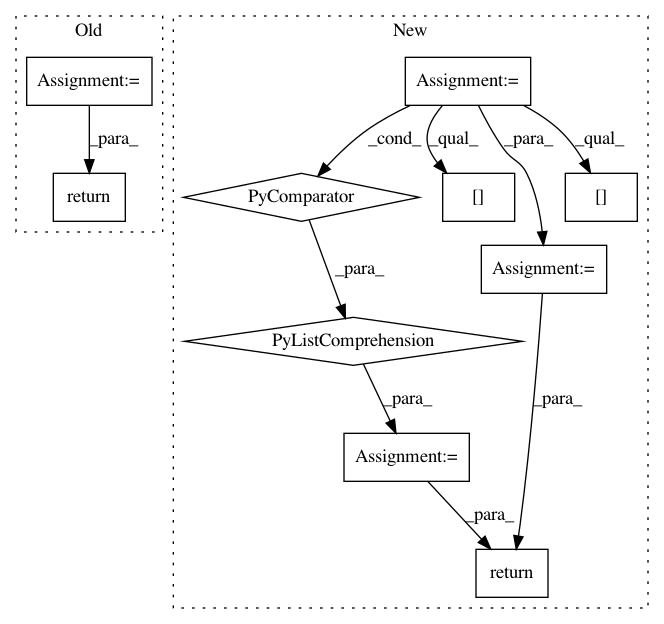 Old
New
Assignment:=
Assignment:=
_para_
_cond_
_qual_
_para_
_qual_
return
PyComparator
[]
[]
_para_
Assignment:=
PyListComprehension
_para_
_para_
Assignment:=
_para_
return